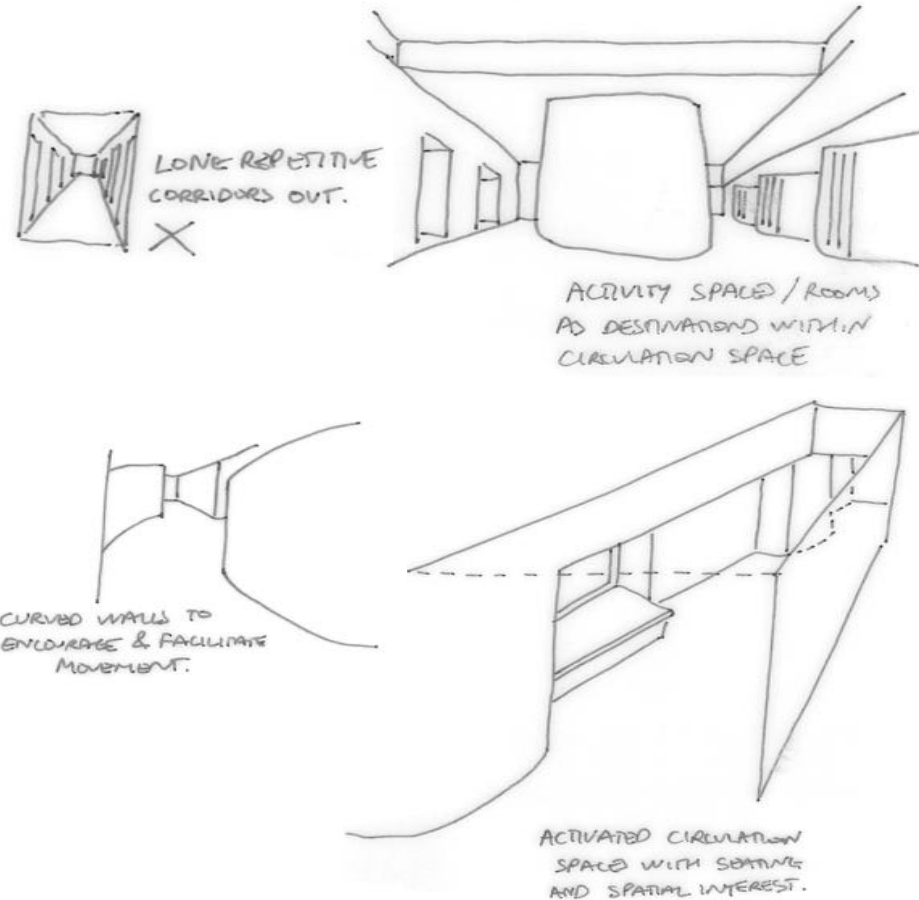 LONG REPETITIVE
CORRIDORS OUT.
ACTIVITY SPACES / ROOMS
AS DESTINATIONS WITHIN
CIRCULATION SPACE
CURVED WALLS TO
ENCOURAGE & FACILITATE
MOVEMENT.
ACTIVATED CIRCULATION
SPACES WITH SEATING
AND SPATIAL INTEREST.